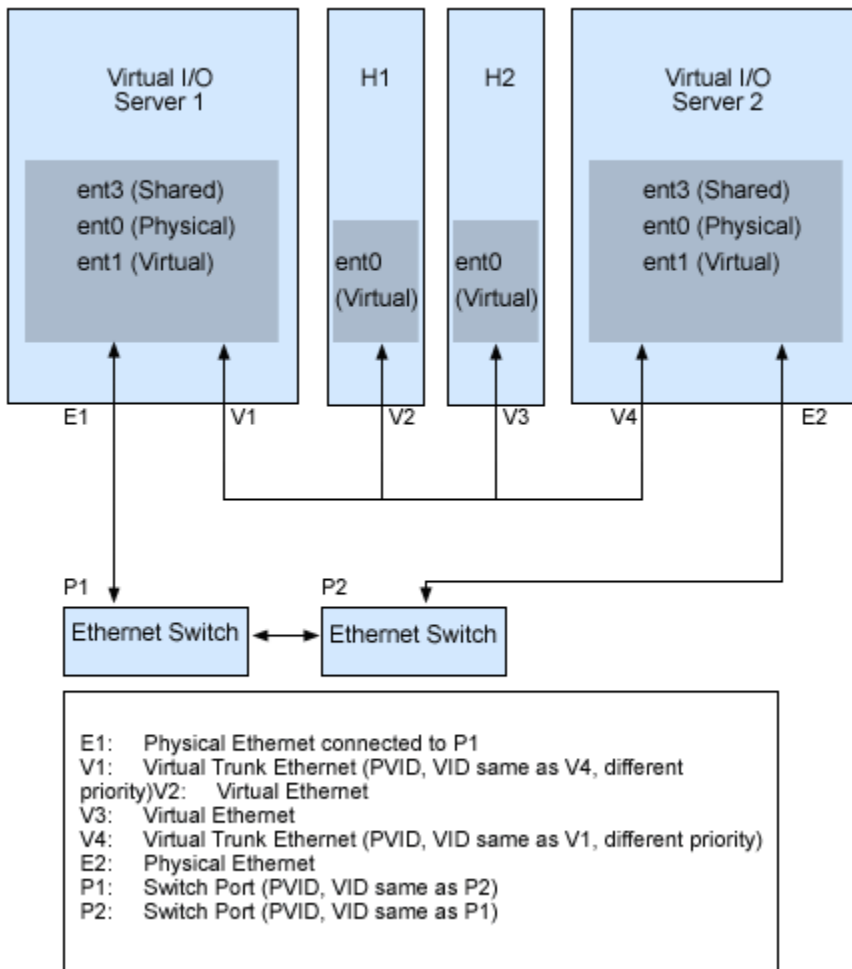 Virtual I/O
Server 1
H1
H2
Virtual I/O
Server 2
ent3 (Shared)
ent0 (Physical)
ent1 (Virtual)
ent0
(Virtual)
ent0
(Virtual)
ent3 (Shared)
ent0 (Physical)
ent1 (Virtual)
E1
V1
V2
V3
V4
E2
P1
P2
Ethernet Switch
Ethernet Switch
E1: Physical Ethernet connected to P1
V1: Virtual Trunk Ethernet (PVID, VID same as V4, different
priority)V2: Virtual Ethernet
V3: Virtual Ethernet
V4: Virtual Trunk Ethernet (PVID, VID same as V1, different priority)
E2: Physical Ethernet
P1: Switch Port (PVID, VID same as P2)
P2: Switch Port (PVID, VID same as P1)